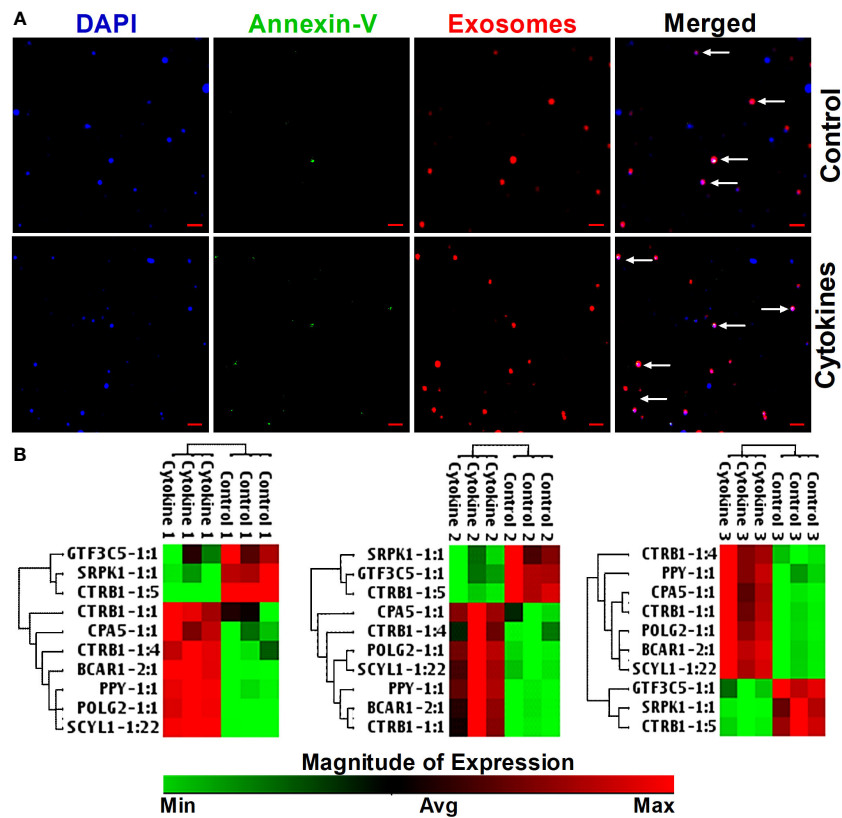 A
DAPI Annexin-V Exosomes Merged
Control
Cytokines
B
Cytokine 1 Cytokine 1 Cytokine 1 Control 1 Control 1 Control 1
GTF3C5-1:1
SRPK1-1:1
CTRB1-1:5
CTRB1-1:1
CPA5-1:1
CTRB1-1:4
BCAR1-2:1
PPY-1:1
POLG2-1:1
SCYL1-1:22
Cytokine 2 Cytokine 2 Cytokine 2 Control 2 Control 2 Control 2
SRPK1-1:1
GTF3C5-1:1
CTRB1-1:5
CPA5-1:1
CTRB1-1:4
POLG2-1:1
SCYL1-1:22
PPY-1:1
BCAR1-2:1
CTRB1-1:1
Cytokine 3 Cytokine 3 Cytokine 3 Control 3 Control 3 Control 3
CTRB1-1:4
PPY-1:1
CPA5-1:1
CTRB1-1:1
POLG2-1:1
BCAR1-2:1
SCYL1-1:22
GTF3C5-1:1
SRPK1-1:1
CTRB1-1:5
Magnitude of Expression
Min Avg Max